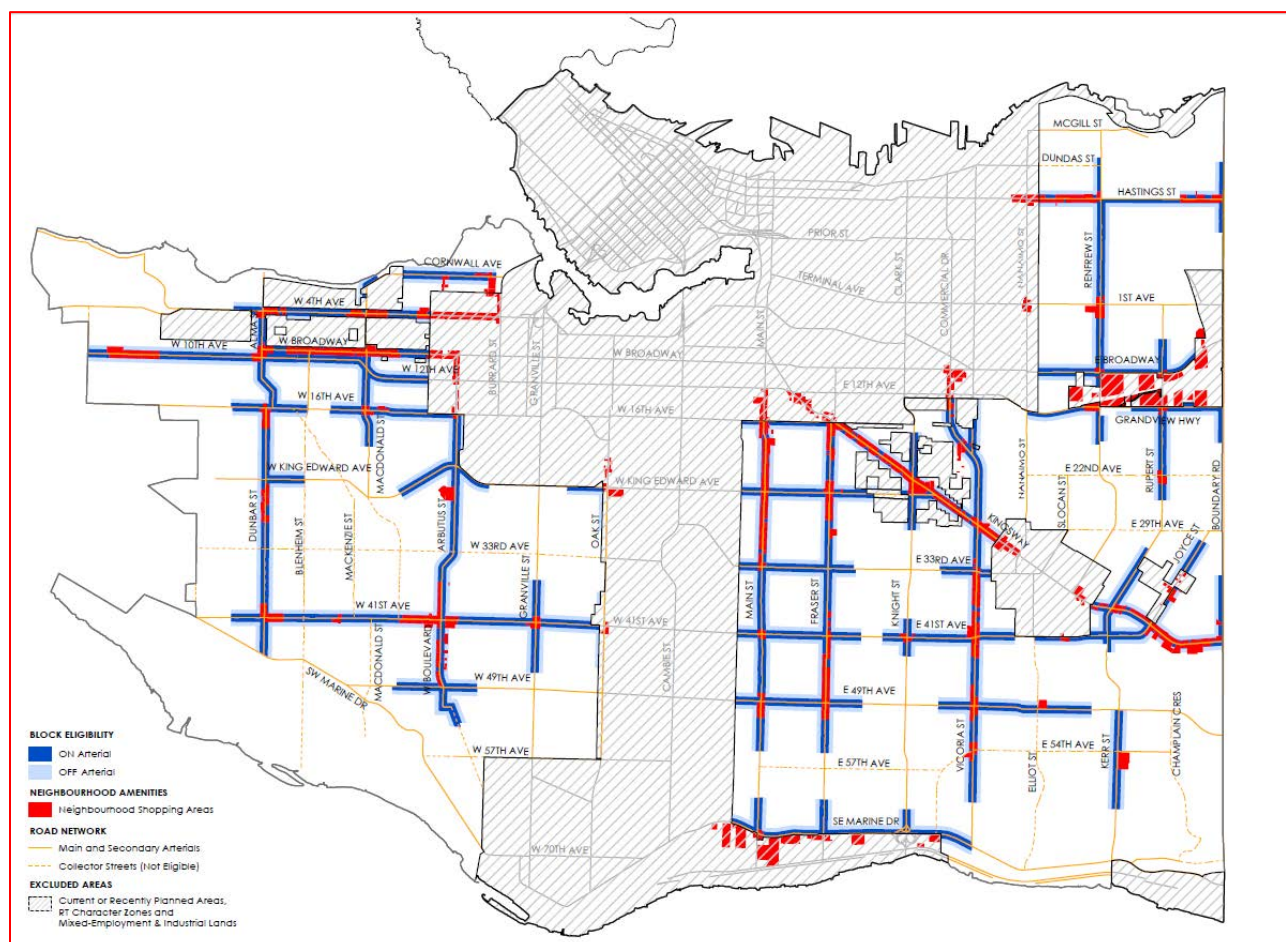 MCGILL ST
DUNDAS ST
HASTINGS ST
NANAIMO ST
RENFREW ST
PRIOR ST
CLARK ST
COMMERCIAL DR
TERMINAL AVE
1ST AVE
CORNWALL AVE
W 4TH AVE
ALMA ST
W BROADWAY
W 10TH AVE
W 12TH AVE
BURRARD ST
GRANVILLE ST
W BROADWAY
MAIN ST
E 12TH AVE
E BROADWAY
W 16TH AVE
W 16TH AVE
MACDONALD ST
GRANDVIEW HWY
W KING EDWARD AVE
W KING EDWARD AVE
NANAIMO ST
SLOCAN ST
E 22ND AVE
RUPERT ST
BOUNDARY RD
DUNBAR ST
BLENHEIM ST
MACKENZIE ST
ARBUTUS ST
OAK ST
KINGSWAY
E 29TH AVE
JOYCE ST
W 33RD AVE
E 33RD AVE
GRANVILLE ST
MAIN ST
FRASER ST
KNIGHT ST
W 41ST AVE
W 41ST AVE
E 41ST AVE
MACDONALD ST
W BOULEVARD
CAMBIE ST
SW MARINE DR
W 49TH AVE
E 49TH AVE
VICORIA ST
ELLIOT ST
KERR ST
CHAMPLAIN CRES
W 57TH AVE
E 57TH AVE
E 54TH AVE
SE MARINE DR
W 70TH AVE
BLOCK ELIGIBILITY
ON Arterial
OFF Arterial
NEIGHBOURHOOD AMENITIES
Neighbourhood Shopping Areas
ROAD NETWORK
Main and Secondary Arterials
Collector Streets (Not Eligible)
EXCLUDED AREAS
Current or Recently Planned Areas,
RT Character Zones and
Mixed-Employment & Industrial Lands